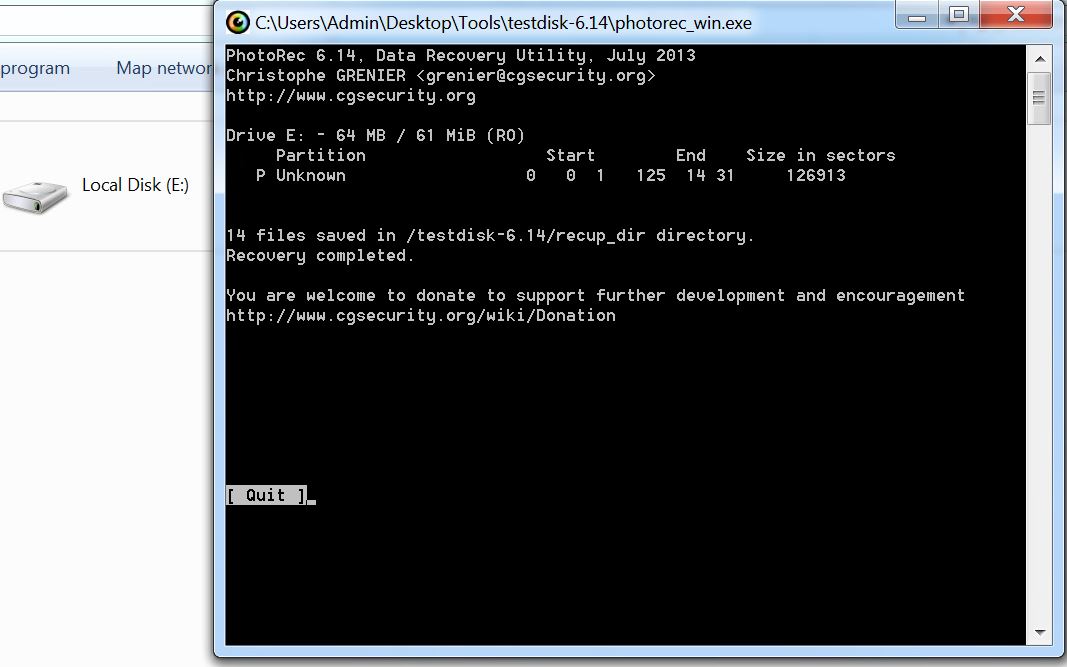 C:\Users\Admin\Desktop\Tools\testdisk-6.14\photorec_win.exe
program Map networ
Local Disk (E:)
PhotoRec 6.14, Data Recovery Utility, July 2013
Christophe GRENIER <grenier@cgsecurity.org>
http://www.cgsecurity.org
Drive E: - 64 MB / 61 MiB (RO)
Partition Start End Size in sectors
P Unknown 0 0 1 125 14 31 126913
14 files saved in /testdisk-6.14/recup_dir directory.
Recovery completed.
You are welcome to donate to support further development and encouragement
http://www.cgsecurity.org/wiki/Donation
[ Quit ]